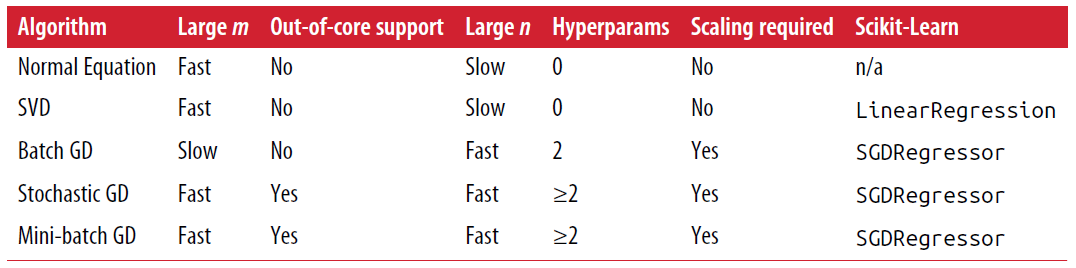 Algorithm Large m Out-of-core support Large n Hyperparams Scaling required Scikit-Learn
Normal Equation Fast No Slow 0 No n/a
SVD Fast No Slow 0 No LinearRegression
Batch GD Slow No Fast 2 Yes SGDRegressor
Stochastic GD Fast Yes Fast ≥2 Yes SGDRegressor
Mini-batch GD Fast Yes Fast ≥2 Yes SGDRegressor